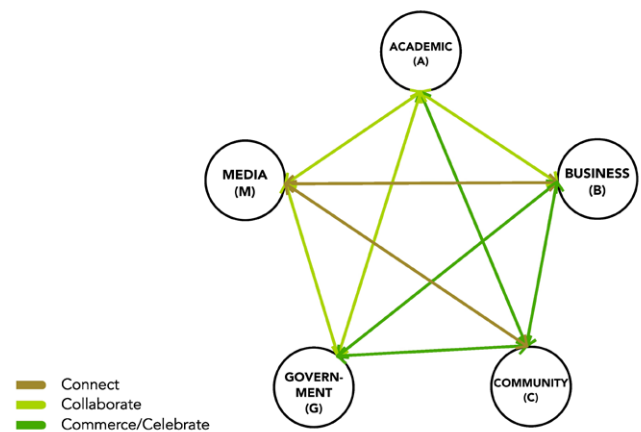 ACADEMIC
(A)
MEDIA
(M)
BUSINESS
(B)
GOVERN-
MENT
(G)
COMMUNITY
(C)
Connect
Collaborate
Commerce/Celebrate